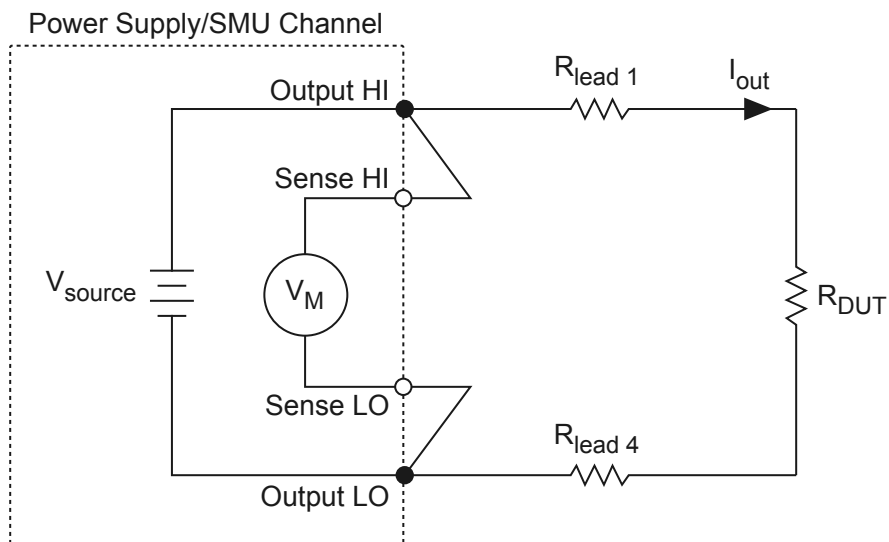 Power Supply/SMU Channel
Output HI
Rlead 1
Iout
Sense HI
Vsource
VM
RDUT
Sense LO
Rlead 4
Output LO